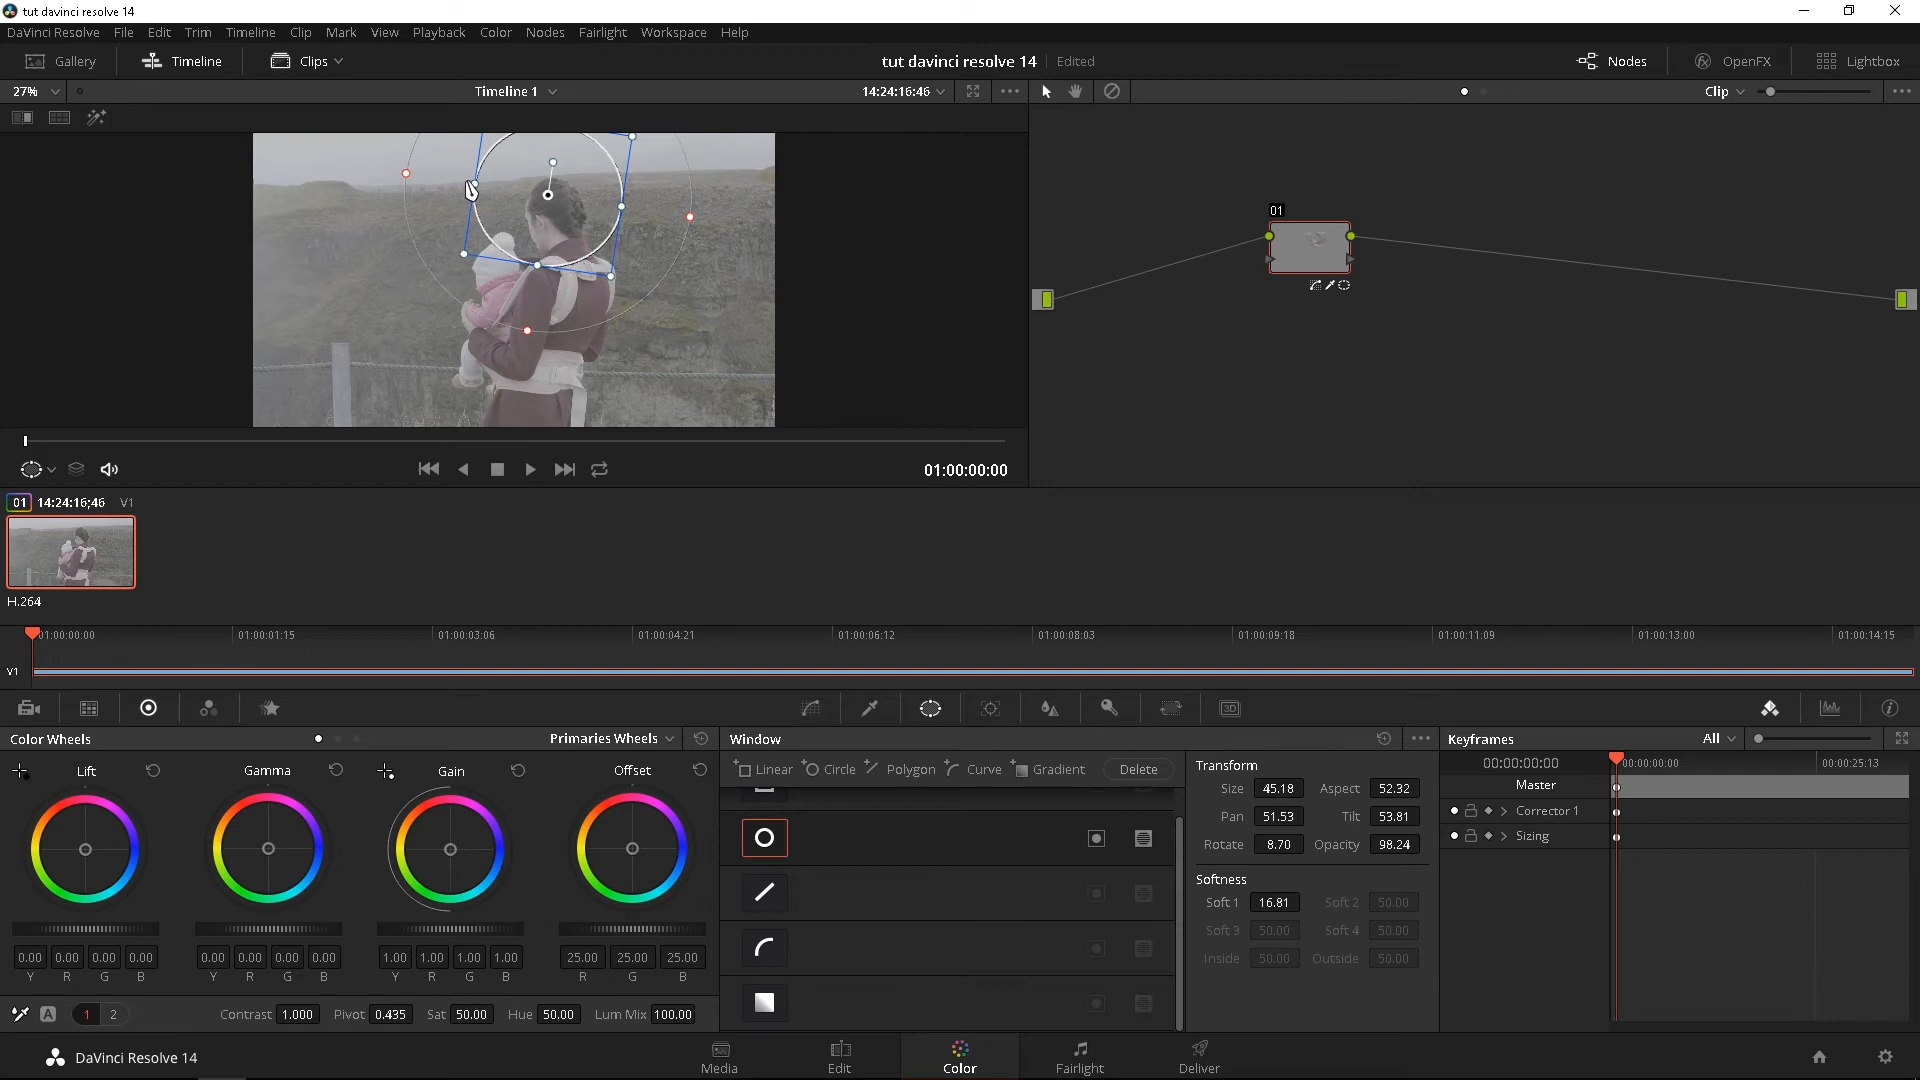 tut davinci resolve 14
DaVinci Resolve File Edit Trim Timeline Clip Mark View Playback Color Nodes Fairlight Workspace Help
Gallery Timeline Clips tut davinci resolve 14 Edited Nodes OpenFX Lightbox
27% Timeline 1 14:24:16:46 Clip
01
01:00:00:00
01 14:24:16;46 V1
H.264
01:00:00:00 01:00:01:15 01:00:03:06 01:00:04:21 01:00:06:12 01:00:08:03 01:00:09:18 01:00:11:09 01:00:13:00 01:00:14:15
V1
3D
Color Wheels Primaries Wheels Window Keyframes All
Lift Gamma Gain Offset
Linear Circle Polygon Curve Gradient Delete
Transform
Size 45.18 Aspect 52.32
Pan 51.53 Tilt 53.81
Rotate 8.70 Opacity 98.24
Softness
Soft 1 16.81 Soft 2 50.00
Soft 3 50.00 Soft 4 50.00
Inside 50.00 Outside 50.00
00:00:00:00 00:00:00:00 00:00:25:13
Master
Corrector 1
Sizing
0.00 0.00 0.00 0.00 0.00 0.00 0.00 0.00 1.00 1.00 1.00 1.00 25.00 25.00 25.00
Y R G B Y R G B Y R G B R G B
A 1 2 Contrast 1.000 Pivot 0.435 Sat 50.00 Hue 50.00 Lum Mix 100.00
DaVinci Resolve 14 Media Edit Color Fairlight Deliver